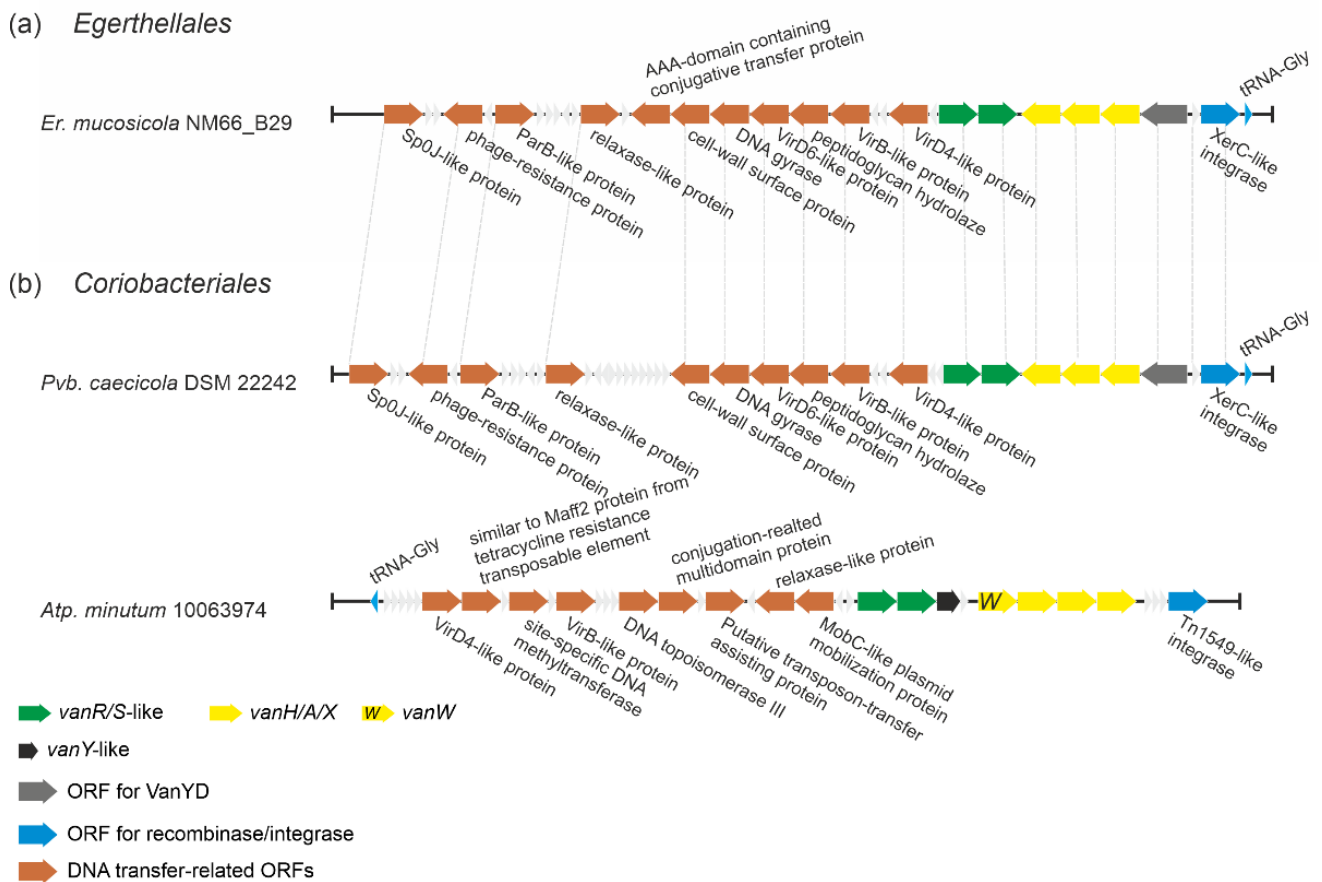 (a) Egerthellales
AAA-domain containing
conjugative transfer protein
tRNA-Gly
Er. mucosicola NM66_B29
Sp0J-like protein
phage-resistance protein
ParB-like protein
relaxase-like protein
cell-wall surface protein
DNA gyrase
VirD6-like protein
peptidoglycan hydrolaze
VirB-like protein
VirD4-like protein
XerC-like
integrase
(b) Coriobacteriales
tRNA-Gly
Pvb. caecicola DSM 22242
Sp0J-like protein
phage-resistance protein
ParB-like protein
relaxase-like protein
cell-wall surface protein
DNA gyrase
VirD6-like protein
peptidoglycan hydrolaze
VirB-like protein
VirD4-like protein
XerC-like
integrase
tRNA-Gly
similar to Maff2 protein from
tetracycline resistance
transposable element
conjugation-realted
multidomain protein
relaxase-like protein
Atp. minutum 10063974
VirD4-like protein
site-specific DNA
methyltransferase
VirB-like protein
DNA topoisomerase III
Putative transposon-transfer
assisting protein
MobC-like plasmid
mobilization protein
W
Tn1549-like
integrase
vanR/S-like
vanH/A/X
W vanW
vanY-like
ORF for VanYD
ORF for recombinase/integrase
DNA transfer-related ORFs